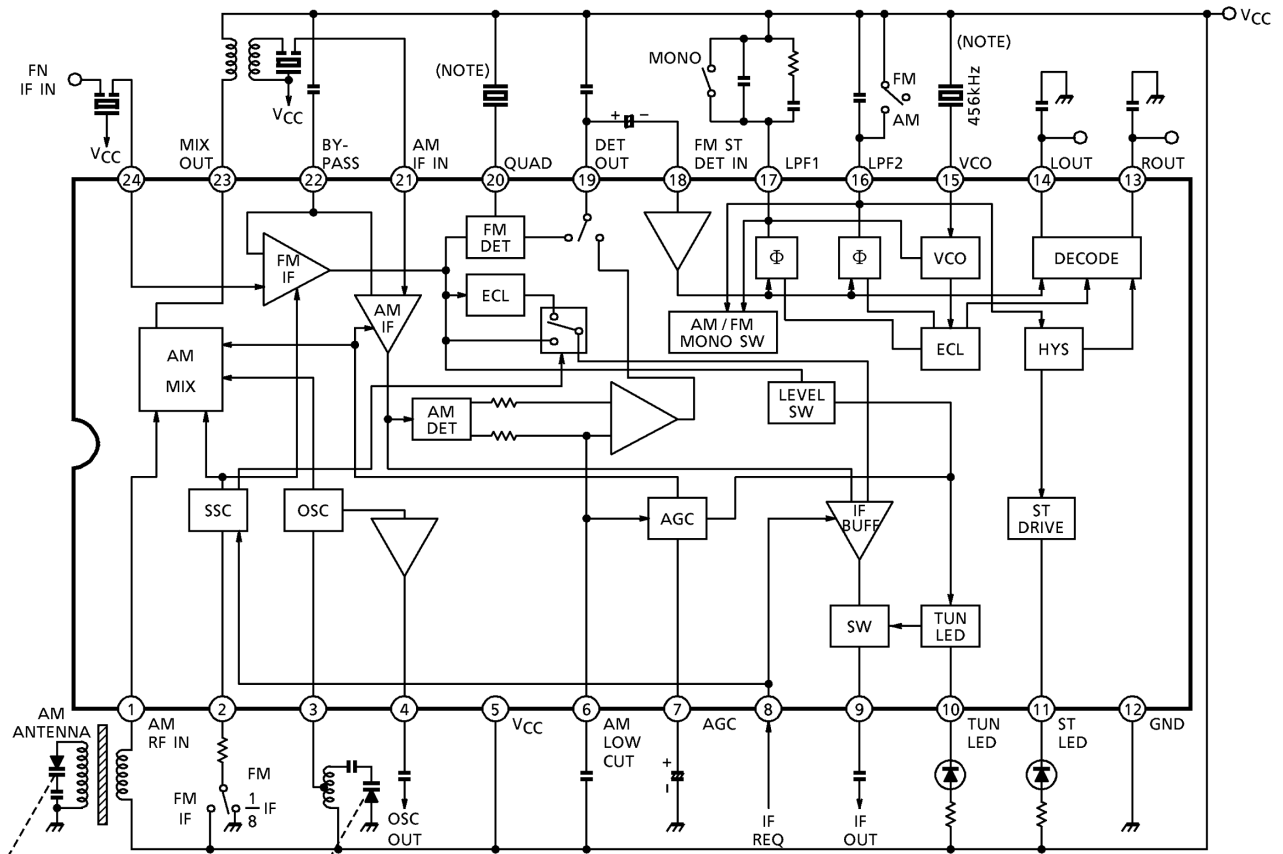 VCC
FN
IF IN
VCC
MIX
OUT
VCC
BY-
PASS
AM
IF IN
(NOTE)
QUAD
DET
OUT
+ −
FM ST
DET IN
MONO
LPF1
LPF2
FM
AM
(NOTE)
456kHz
VCO
LOUT
ROUT
24
23
22
21
20
19
18
17
16
15
14
13
FM
IF
FM
DET
ECL
AM
IF
AM
MIX
AM
DET
Φ
Φ
VCO
DECODE
AM / FM
MONO SW
ECL
HYS
LEVEL
SW
SSC
OSC
AGC
IF
BUFF
ST
DRIVE
SW
TUN
LED
1
2
3
4
5
6
7
8
9
10
11
12
AM
ANTENNA
AM
RF IN
FM
FM
IF
1/8 IF
OSC
OUT
VCC
AM
LOW
CUT
AGC
+
−
IF
REQ
IF
OUT
TUN
LED
ST
LED
GND